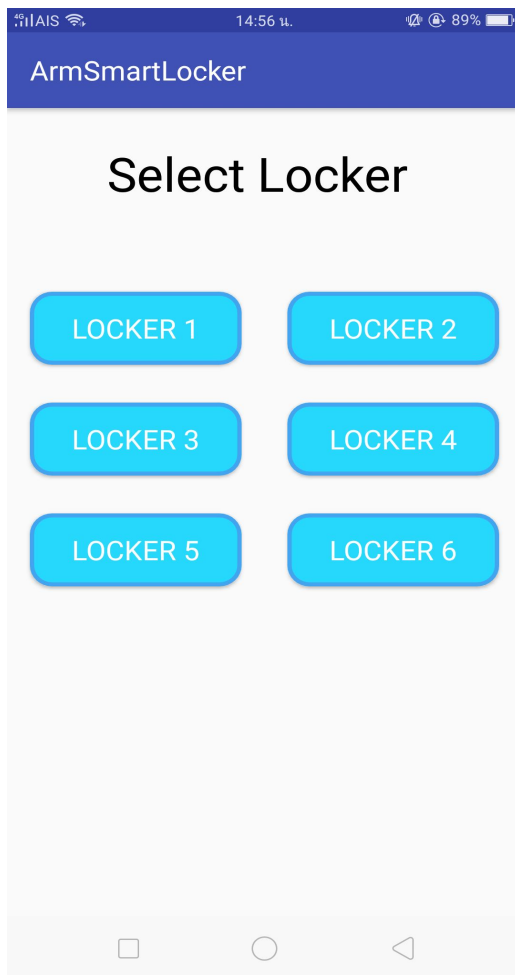 4G AIS 14:56 น. 89%
ArmSmartLocker
Select Locker
LOCKER 1 LOCKER 2
LOCKER 3 LOCKER 4
LOCKER 5 LOCKER 6